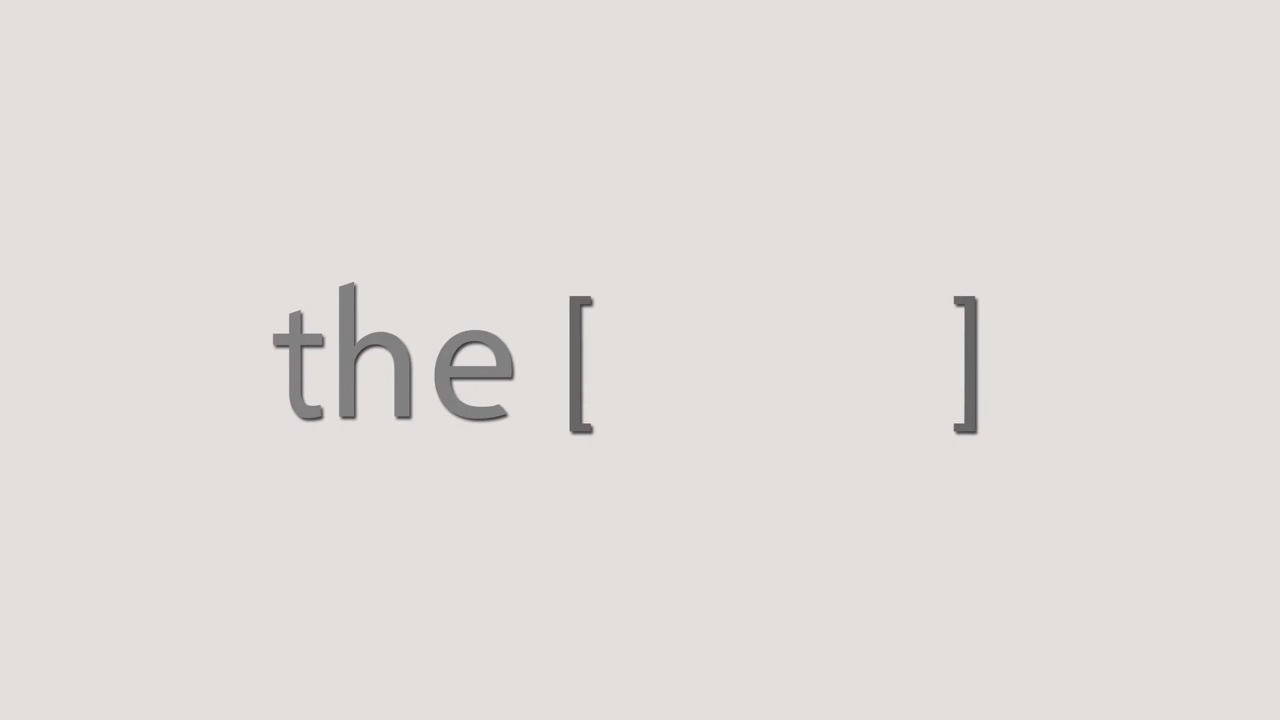 the [ ]